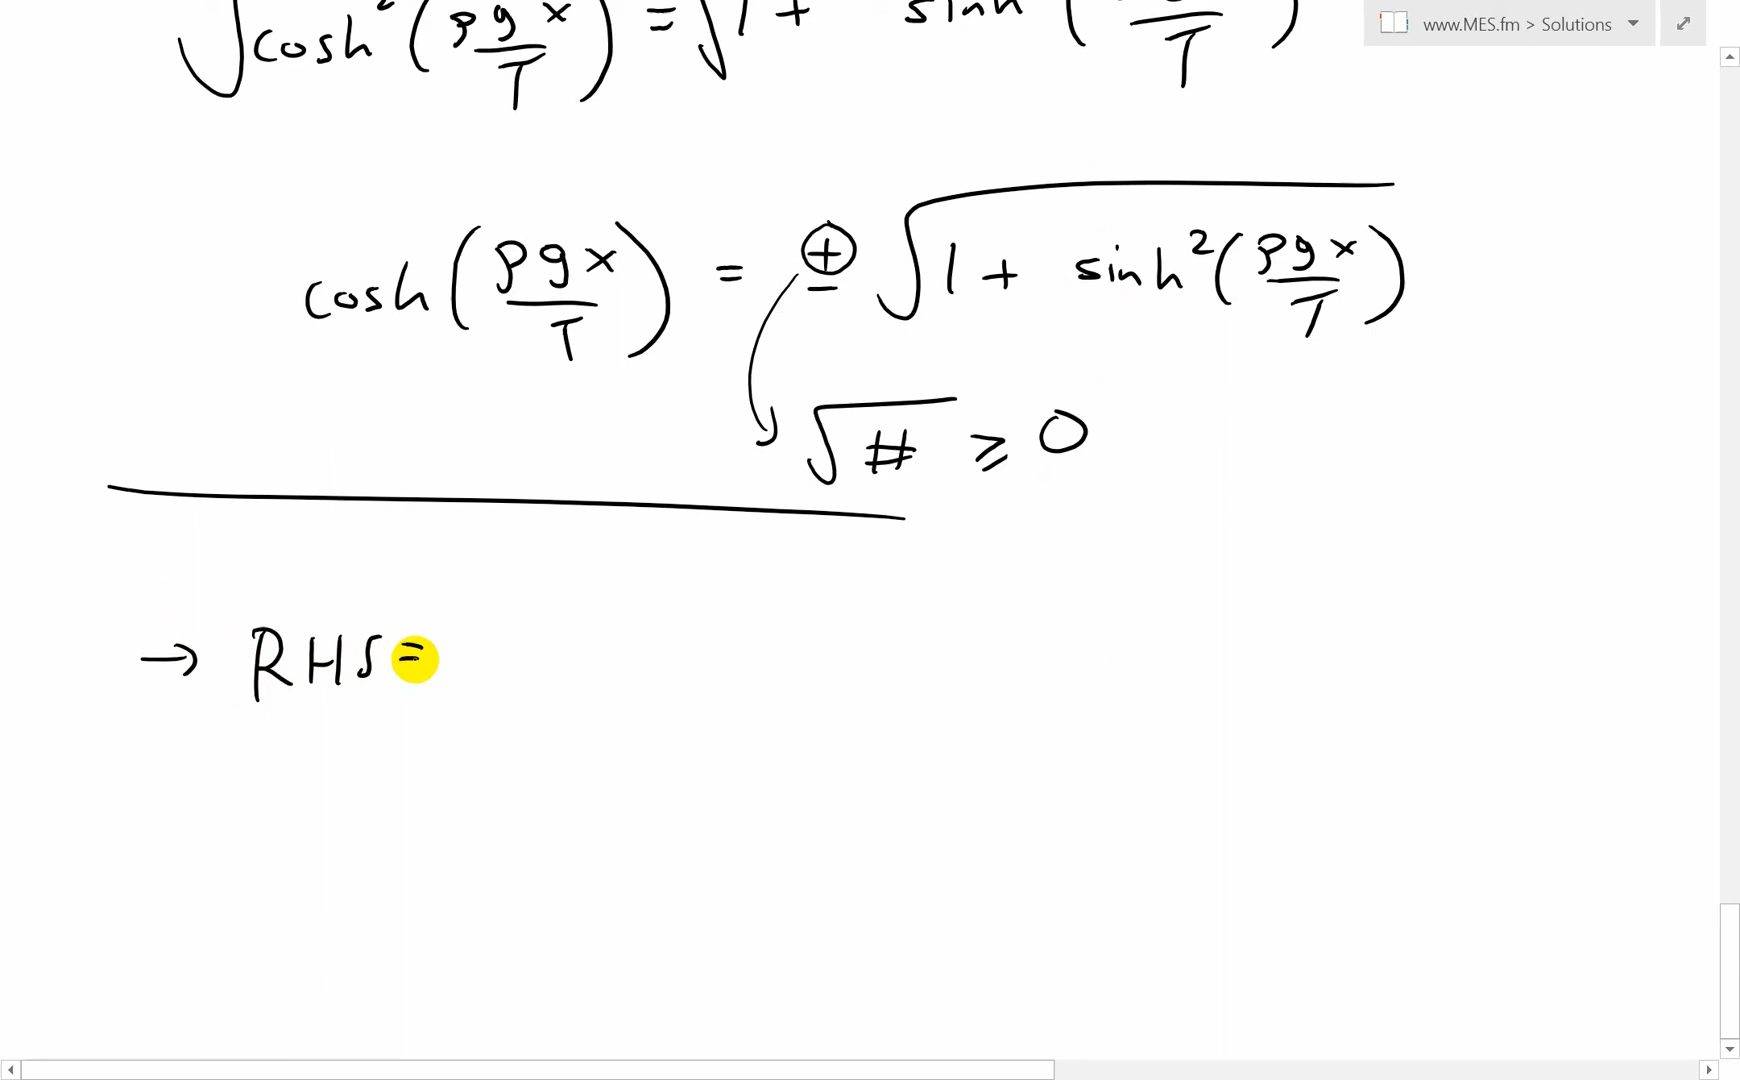 √cosh²(ρgx/T) = √1 + sinh²(ρgx/T)
www.MES.fm > Solutions
cosh(ρgx/T) = ± √(1 + sinh²(ρgx/T))
√# ≥ 0
→ RHS =